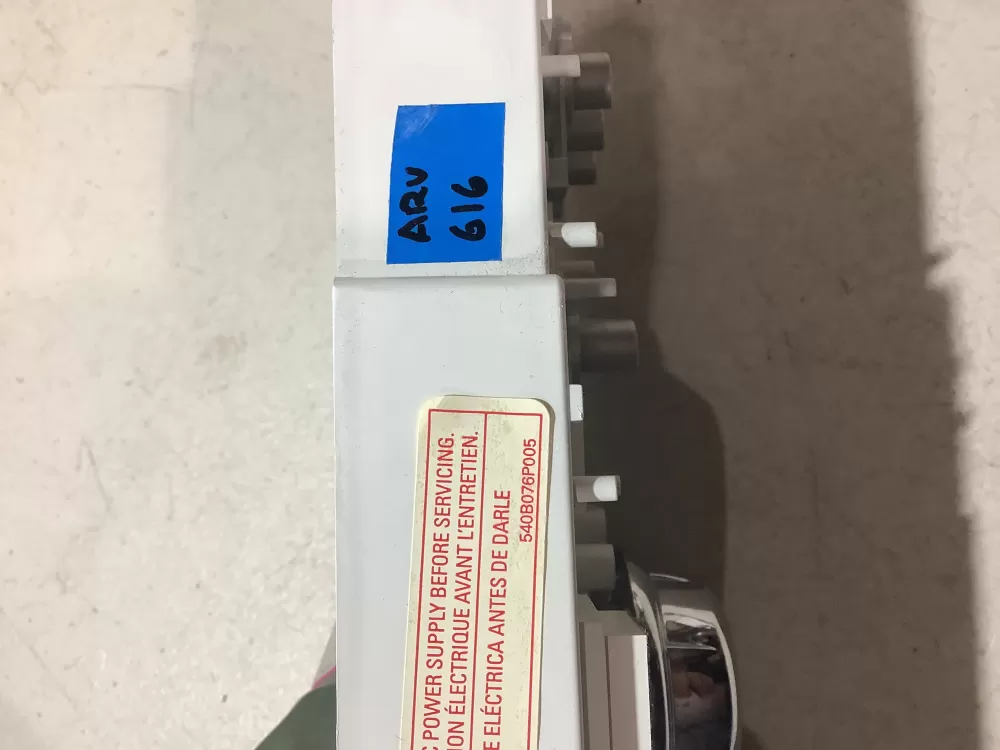 ARV
616
C POWER SUPPLY BEFORE SERVICING.
ION ÉLECTRIQUE AVANT L'ENTRETIEN.
E ELÉCTRICA ANTES DE DARLE
540B076P005